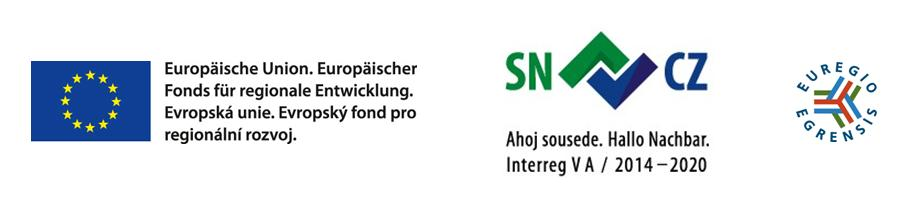 Europäische Union. Europäischer
Fonds für regionale Entwicklung.
Evropská unie. Evropský fond pro
regionální rozvoj.
SN CZ
Ahoj sousede. Hallo Nachbar.
Interreg V A / 2014–2020
EUREGIO
EGRENSIS